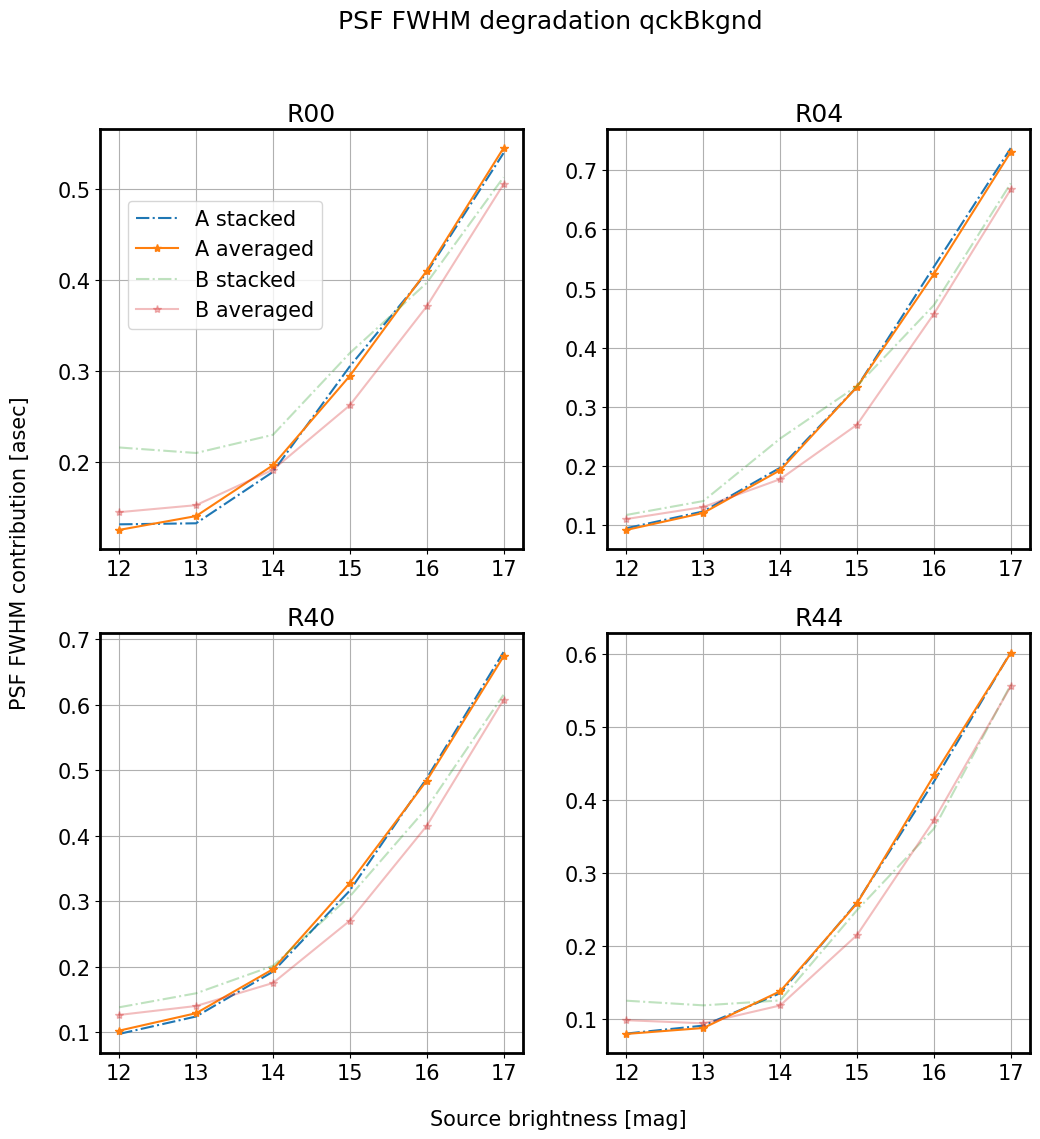 PSF FWHM degradation qckBkgnd
R00
0.5
0.4
0.3
0.2
12 13 14 15 16 17
A stacked
A averaged
B stacked
B averaged
R04
0.7
0.6
0.5
0.4
0.3
0.2
0.1
12 13 14 15 16 17
R40
0.7
0.6
0.5
0.4
0.3
0.2
0.1
12 13 14 15 16 17
R44
0.6
0.5
0.4
0.3
0.2
0.1
12 13 14 15 16 17
PSF FWHM contribution [asec]
Source brightness [mag]